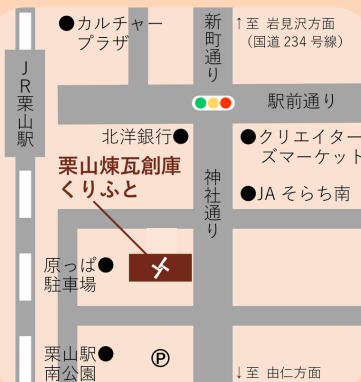 カルチャー
プラザ
新町通り
↑至 岩見沢方面
(国道234号線)
JR栗山駅
駅前通り
北洋銀行
クリエイター
ズマーケット
栗山煉瓦創庫
くりふと
神社通り
JA そらち南
原っぱ
駐車場
栗山駅
南公園
P
↓至 由仁方面